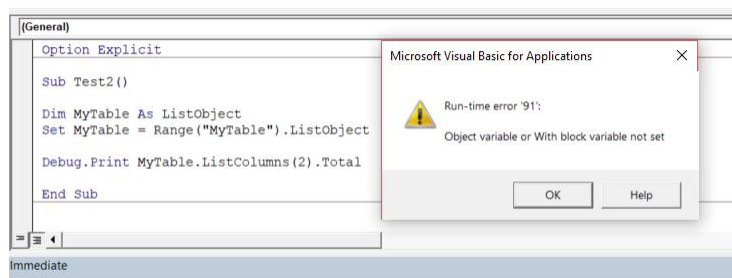 (General)
Option Explicit
Sub Test2()
Dim MyTable As ListObject
Set MyTable = Range("MyTable").ListObject
Debug.Print MyTable.ListColumns(2).Total
End Sub
Microsoft Visual Basic for Applications
Run-time error '91':
Object variable or With block variable not set
OK
Help
Immediate